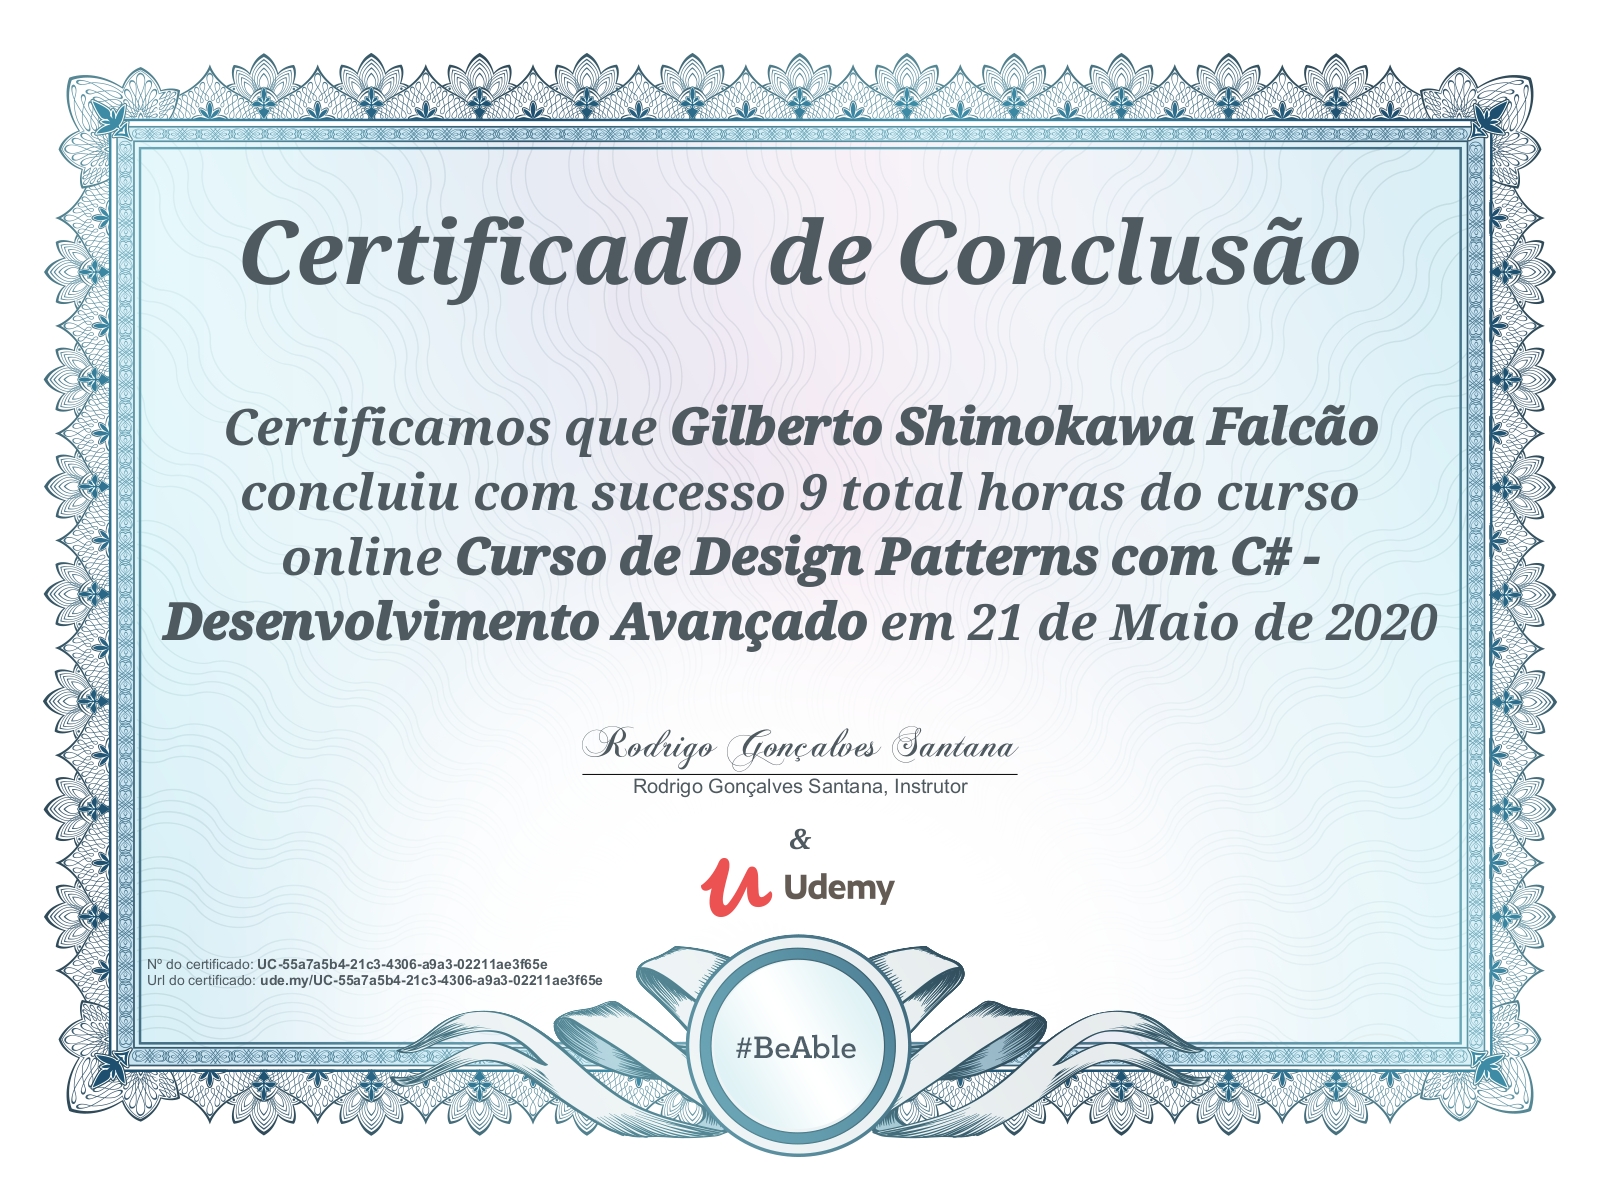 Certificado de Conclusão
Certificamos que Gilberto Shimokawa Falcão
concluiu com sucesso 9 total horas do curso
online Curso de Design Patterns com C# -
Desenvolvimento Avançado em 21 de Maio de 2020
Rodrigo Gonçalves Santana
Rodrigo Gonçalves Santana, Instrutor
&
Udemy
Nº do certificado: UC-55a7a5b4-21c3-4306-a9a3-02211ae3f65e
Url do certificado: ude.my/UC-55a7a5b4-21c3-4306-a9a3-02211ae3f65e
#BeAble